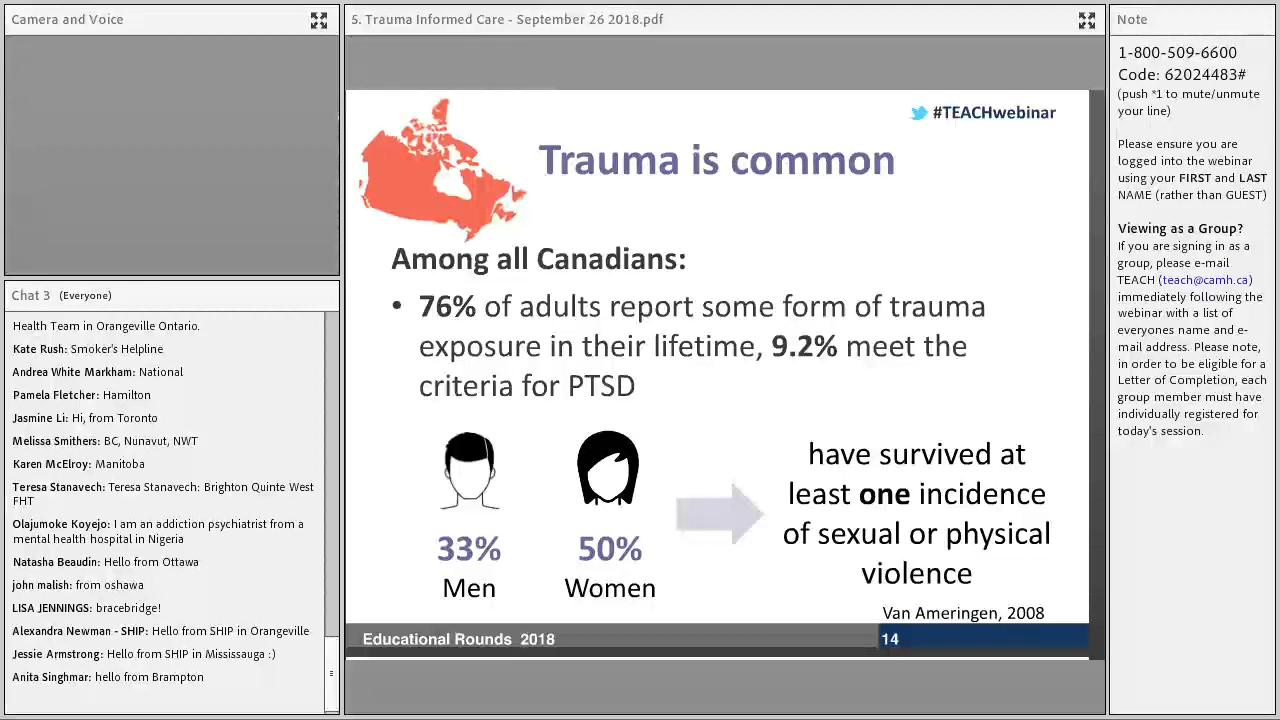 Camera and Voice
Chat 3 (Everyone)
Health Team in Orangeville Ontario.
Kate Rush: Smoker's Helpline
Andrea White Markham: National
Pamela Fletcher: Hamilton
Jasmine Li: Hi, from Toronto
Melissa Smithers: BC, Nunavut, NWT
Karen McElroy: Manitoba
Teresa Stanavech: Teresa Stanavech: Brighton Quinte West
FHT
Olajumoke Koyejo: I am an addiction psychiatrist from a
mental health hospital in Nigeria
Natasha Beaudin: Hello from Ottawa
john malish: from oshawa
LISA JENNINGS: bracebridge!
Alexandra Newman - SHIP: Hello from SHIP in Orangeville
Jessie Armstrong: Hello from SHIP in Mississauga :)
Anita Singhmar: hello from Brampton
5. Trauma Informed Care - September 26 2018.pdf
#TEACHwebinar
Trauma is common
Among all Canadians:
• 76% of adults report some form of trauma
exposure in their lifetime, 9.2% meet the
criteria for PTSD
33%
Men
50%
Women
have survived at
least one incidence
of sexual or physical
violence
Van Ameringen, 2008
Educational Rounds 2018
14
Note
1-800-509-6600
Code: 62024483#
(push *1 to mute/unmute
your line)
Please ensure you are
logged into the webinar
using your FIRST and LAST
NAME (rather than GUEST)
Viewing as a Group?
If you are signing in as a
group, please e-mail
TEACH (teach@camh.ca)
immediately following the
webinar with a list of
everyones name and e-
mail address. Please note,
in order to be eligible for a
Letter of Completion, each
group member must have
individually registered for
today's session.